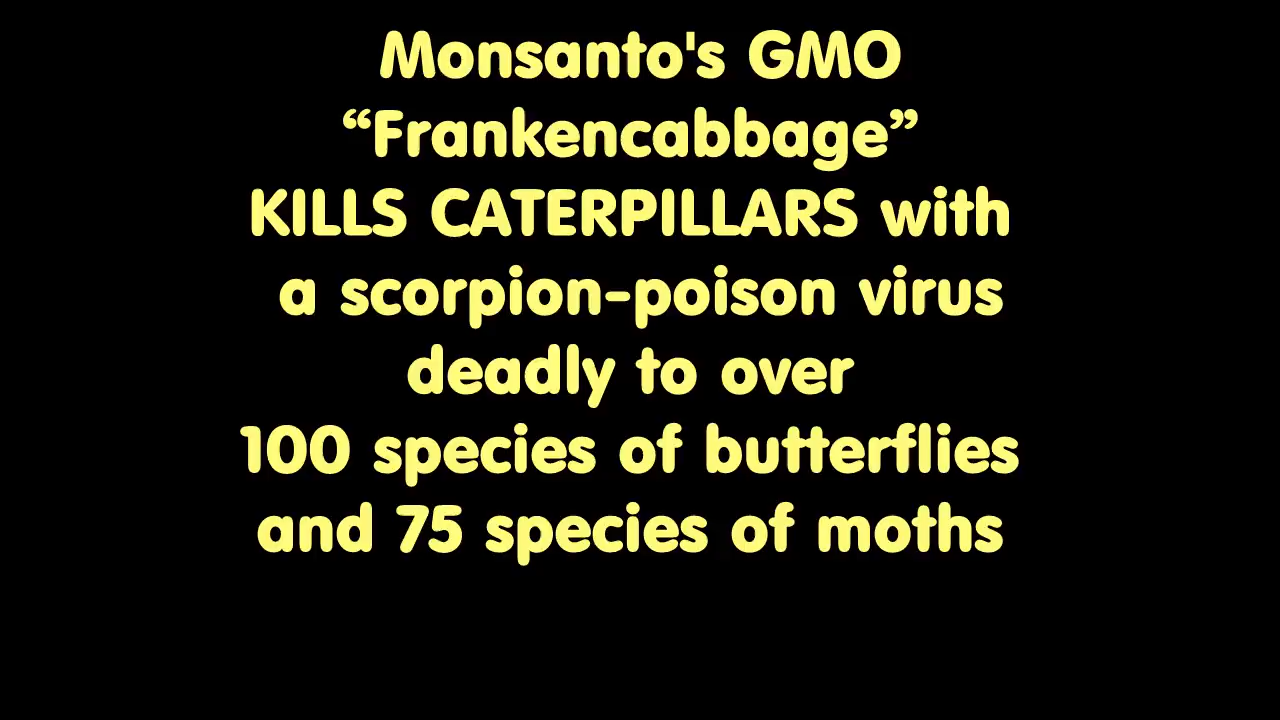 Monsanto's GMO
“Frankencabbage”
KILLS CATERPILLARS with
a scorpion-poison virus
deadly to over
100 species of butterflies
and 75 species of moths